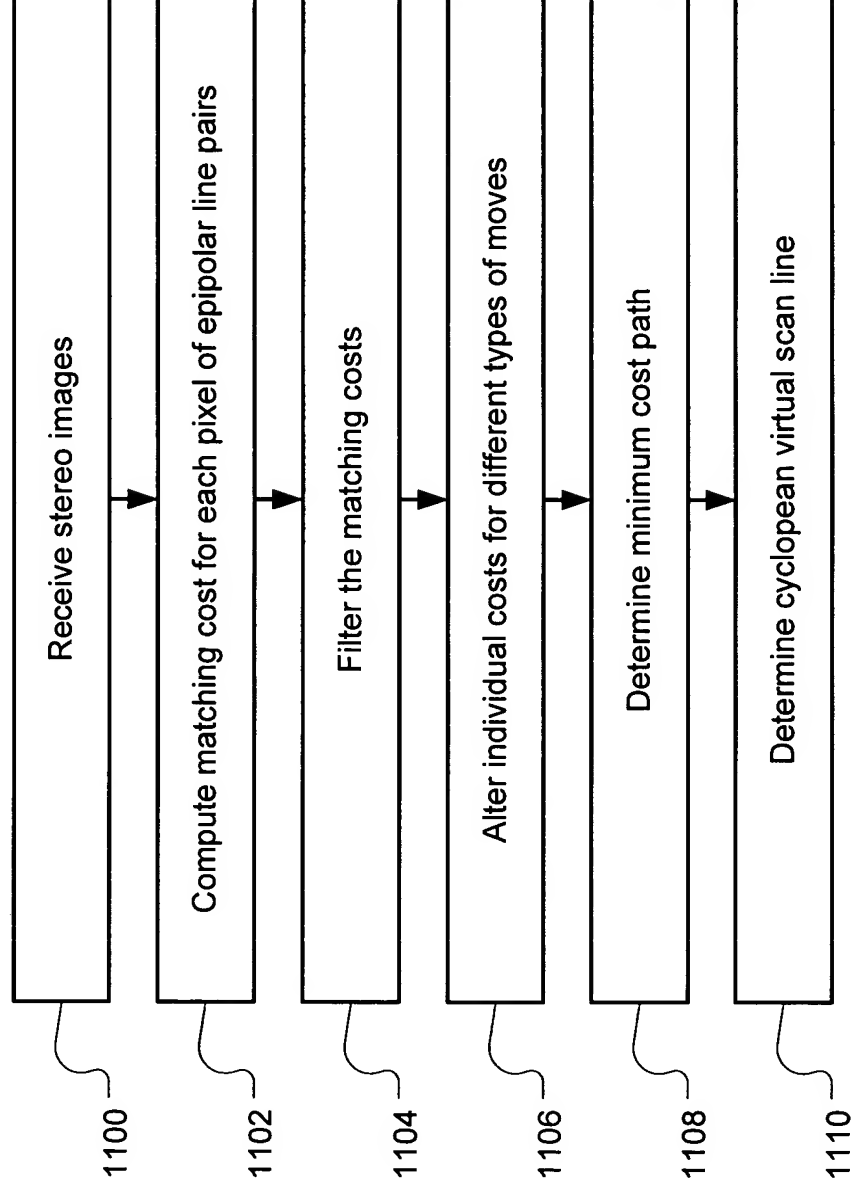 Receive stereo images
1100
Compute matching cost for each pixel of epipolar line pairs
1102
Filter the matching costs
1104
Alter individual costs for different types of moves
1106
Determine minimum cost path
1108
Determine cyclopean virtual scan line
1110